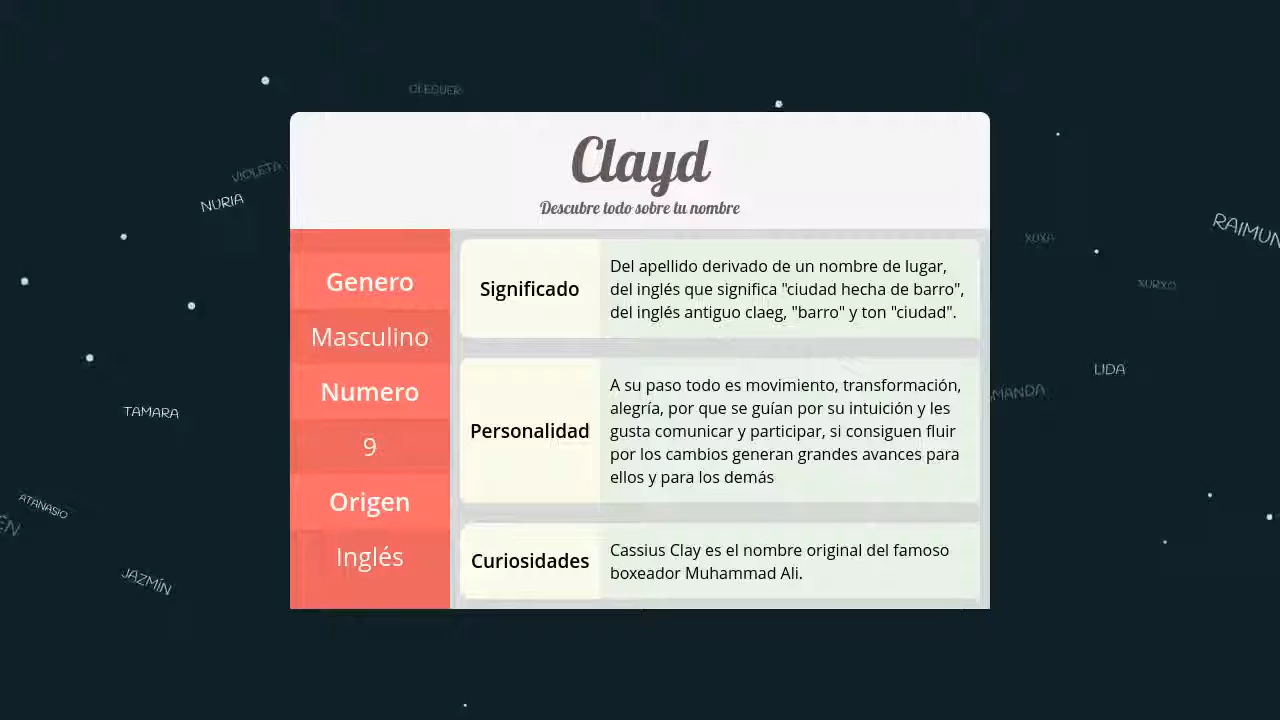 OLEGUER
VIOLETA
NURIA
Clayd
Descubre todo sobre tu nombre
RAIMUN
XUXA
XURXO
Genero
Masculino
Numero
9
Origen
Inglés
Significado
Del apellido derivado de un nombre de lugar,
del inglés que significa "ciudad hecha de barro",
del inglés antiguo claeg, "barro" y ton "ciudad".
Personalidad
A su paso todo es movimiento, transformación,
alegría, por que se guían por su intuición y les
gusta comunicar y participar, si consiguen fluir
por los cambios generan grandes avances para
ellos y para los demás
Curiosidades
Cassius Clay es el nombre original del famoso
boxeador Muhammad Ali.
LIDA
MANDA
TAMARA
ATANASIO
ÉN
JAZMÍN